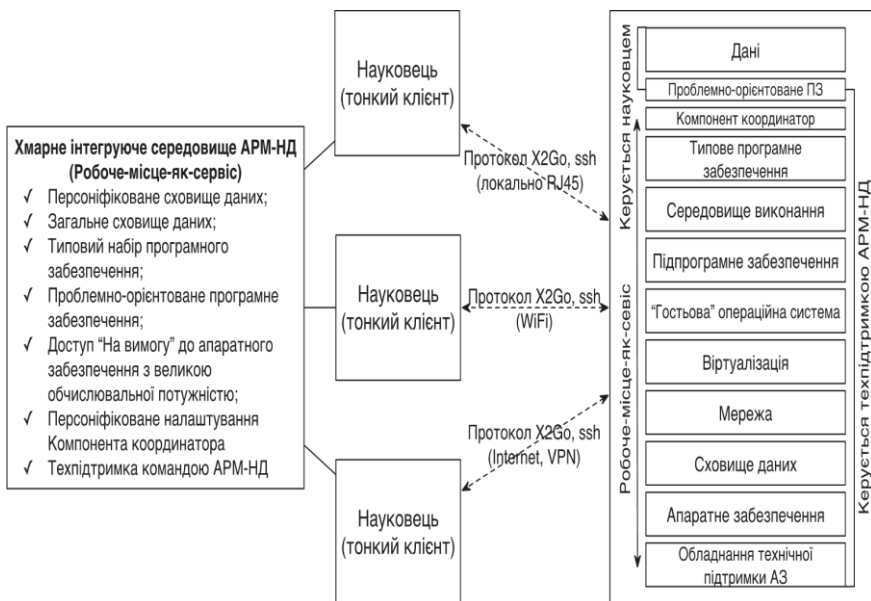 Хмарне інтегруюче середовище АРМ-НД
(Робоче-місце-як-сервіс)
✓ Персоніфіковане сховище даних;
✓ Загальне сховище даних;
✓ Типовий набір програмного
забезпечення;
✓ Проблемно-орієнтоване програмне
забезпечення;
✓ Доступ “На вимогу” до апаратного
забезпечення з великою
обчислювальної потужністю;
✓ Персоніфіковане налаштування
Компонента координатора
✓ Техпідтримка командою АРМ-НД
Науковець
(тонкий клієнт)
Науковець
(тонкий клієнт)
Науковець
(тонкий клієнт)
Протокол X2Go, ssh
(локально RJ45)
Протокол X2Go, ssh
(WiFi)
Протокол X2Go, ssh
(Internet, VPN)
Керується науковцем
Робоче-місце-як-севіс
Дані
Проблемно-орієнтоване ПЗ
Компонент координатор
Типове програмне
забезпечення
Середовище виконання
Підпрограмне забезпечення
“Гостьова” операційна система
Віртуалізація
Мережа
Сховище даних
Апаратне забезпечення
Обладнання технічної
підтримки АЗ
Керується техпідтримкою АРМ-НД